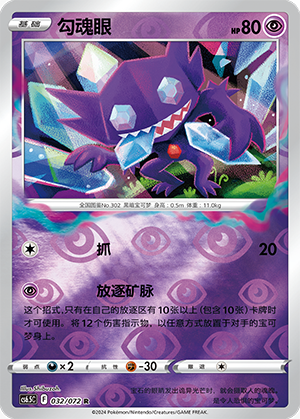 基础 勾魂眼 HP80
全国图鉴No.302 黑暗宝可梦 身高：0.5m 体重：11.0kg
抓 20
放逐矿脉
这个招式，只有在自己的放逐区有10张以上（包含10张）卡牌时
才可使用。将12个伤害指示物，以任意方式放置于对手的宝可
梦身上。
弱点 ×2 抵抗力 -30 撤退
Illus. Shibuzoh.
CS6.5C F 032/072 R
©2024 Pokémon/Nintendo/Creatures/GAME FREAK.